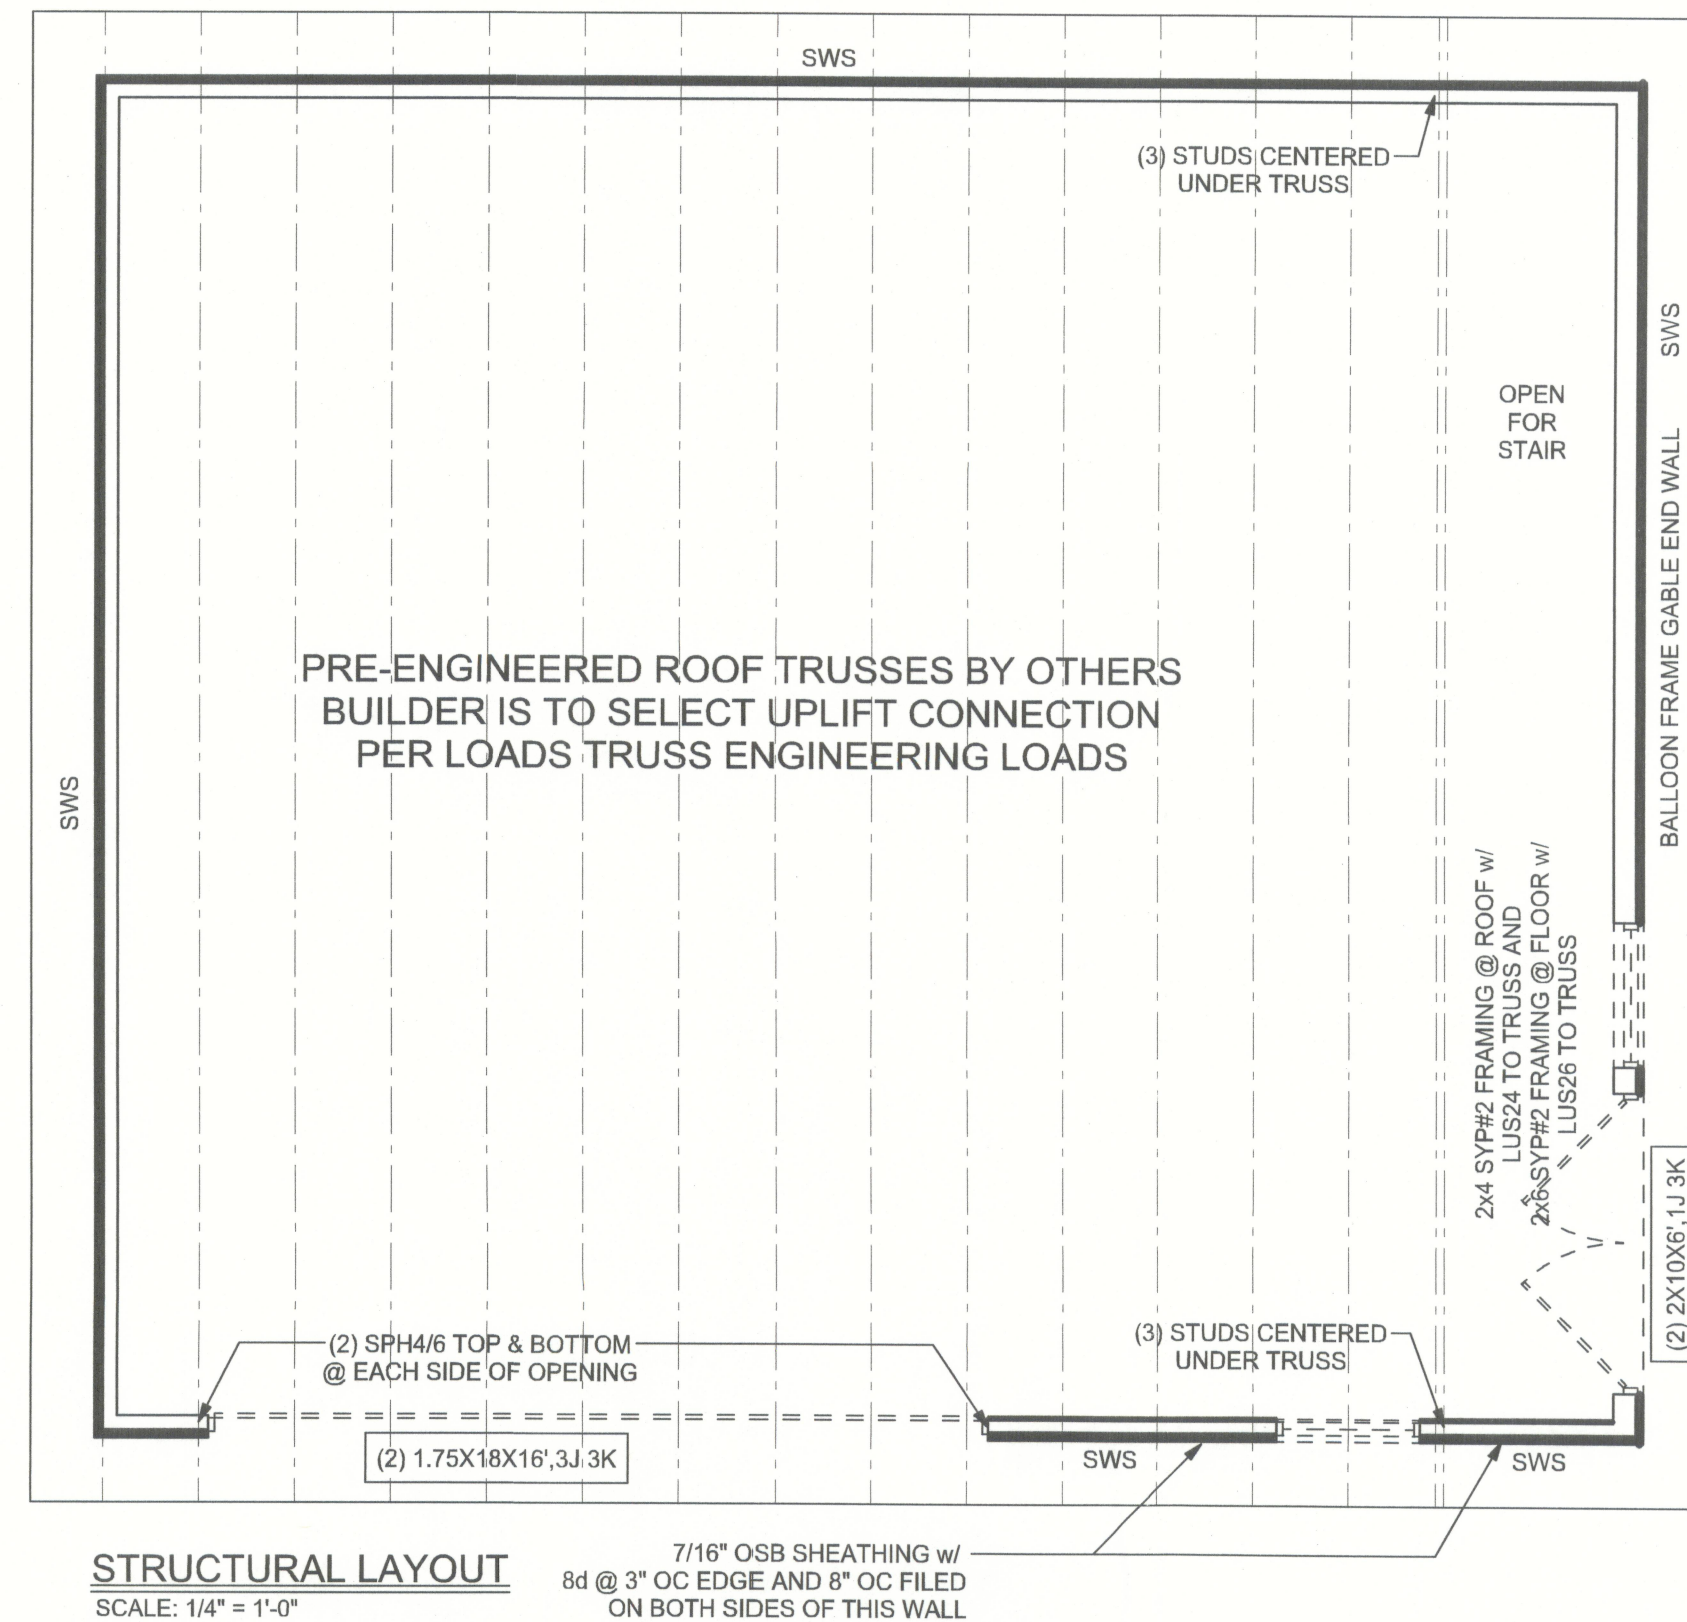 SWS
(3) STUDS CENTERED
UNDER TRUSS
SWS
BALLOON FRAME GABLE END WALL
OPEN
FOR
STAIR
PRE-ENGINEERED ROOF TRUSSES BY OTHERS
BUILDER IS TO SELECT UPLIFT CONNECTION
PER LOADS TRUSS ENGINEERING LOADS
SWS
2x4 SYP#2 FRAMING @ ROOF w/
LUS24 TO TRUSS AND
2x6 SYP#2 FRAMING @ FLOOR w/
LUS26 TO TRUSS
(2) 2X10X6',1J 3K
(2) SPH4/6 TOP & BOTTOM
@ EACH SIDE OF OPENING
(3) STUDS CENTERED
UNDER TRUSS
(2) 1.75X18X16',3J 3K
SWS
SWS
7/16" OSB SHEATHING w/
8d @ 3" OC EDGE AND 8" OC FILED
ON BOTH SIDES OF THIS WALL
STRUCTURAL LAYOUT
SCALE: 1/4" = 1'-0"